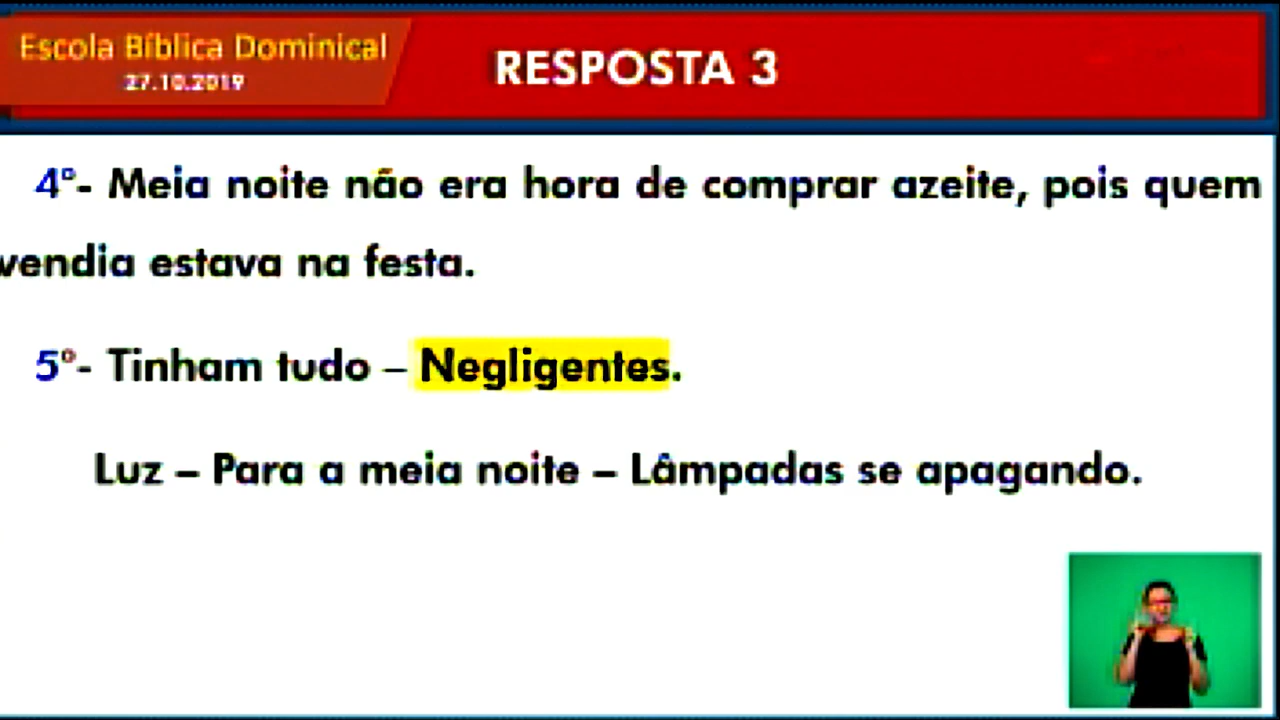 Escola Bíblica Dominical
27.10.2019
RESPOSTA 3
4º- Meia noite não era hora de comprar azeite, pois quem
vendia estava na festa.
5º- Tinham tudo – Negligentes.
Luz – Para a meia noite – Lâmpadas se apagando.